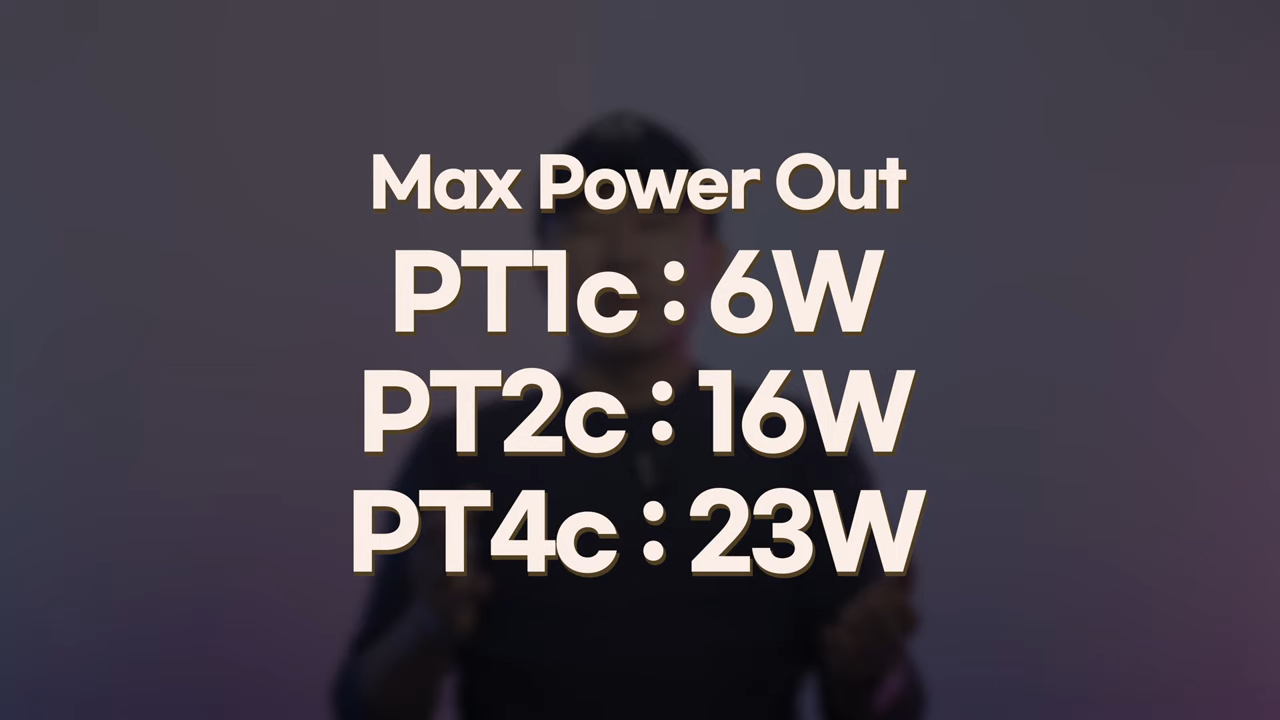 Max Power Out
PT1c : 6W
PT2c : 16W
PT4c : 23W